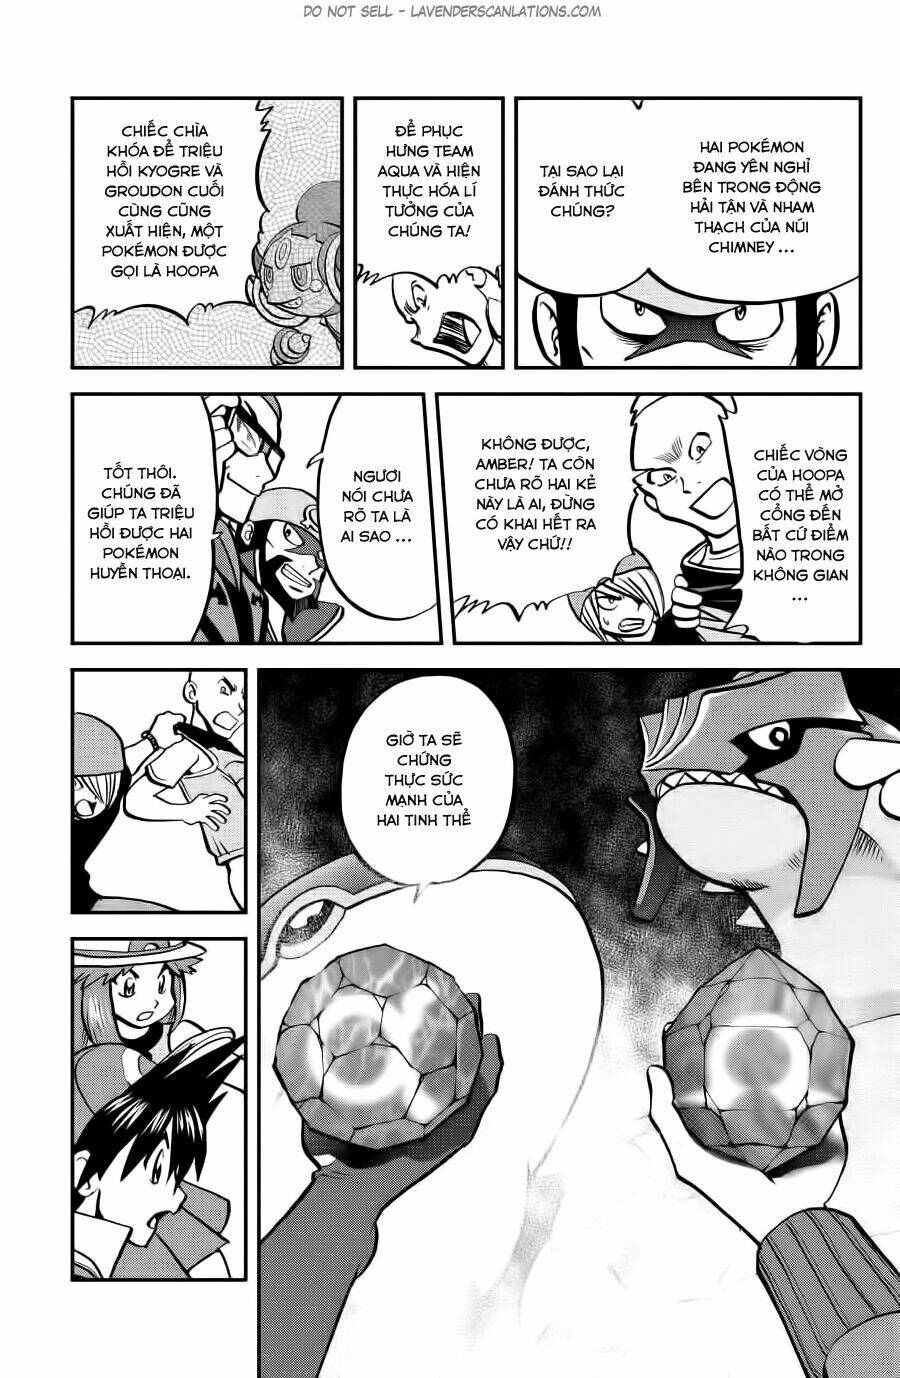 DO NOT SELL - LAVENDERSCANLATIONS.COM
HAI POKÉMON
ĐANG YÊN NGHỈ
BÊN TRONG ĐỘNG
HẢI TẬN VÀ NHAM
THẠCH CỦA NÚI
CHIMNEY ...
TẠI SAO LẠI
ĐÁNH THỨC
CHÚNG?
ĐỂ PHỤC
HƯNG TEAM
AQUA VÀ HIỆN
THỰC HÓA LÍ
TƯỞNG CỦA
CHÚNG TA!
CHIẾC CHÌA
KHÓA ĐỂ TRIỆU
HỒI KYOGRE VÀ
GROUDON CUỐI
CÙNG CŨNG
XUẤT HIỆN, MỘT
POKÉMON ĐƯỢC
GỌI LÀ HOOPA
CHIẾC VÒNG
CỦA HOOPA
CÓ THỂ MỞ
CỔNG ĐẾN
BẤT CỨ ĐIỂM
NÀO TRONG
KHÔNG GIAN
...
KHÔNG ĐƯỢC,
AMBER! TA CÒN
CHƯA RÕ HAI KẺ
NÀY LÀ AI, ĐỪNG
CÓ KHAI HẾT RA
VẬY CHỨ!!
NGƯƠI
NÓI CHƯA
RÕ TA LÀ
AI SAO ...
TỐT THÔI.
CHÚNG ĐÃ
GIÚP TA TRIỆU
HỒI ĐƯỢC HAI
POKÉMON
HUYỀN THOẠI.
GIỜ TA SẼ
CHỨNG
THỰC SỨC
MẠNH CỦA
HAI TINH THỂ